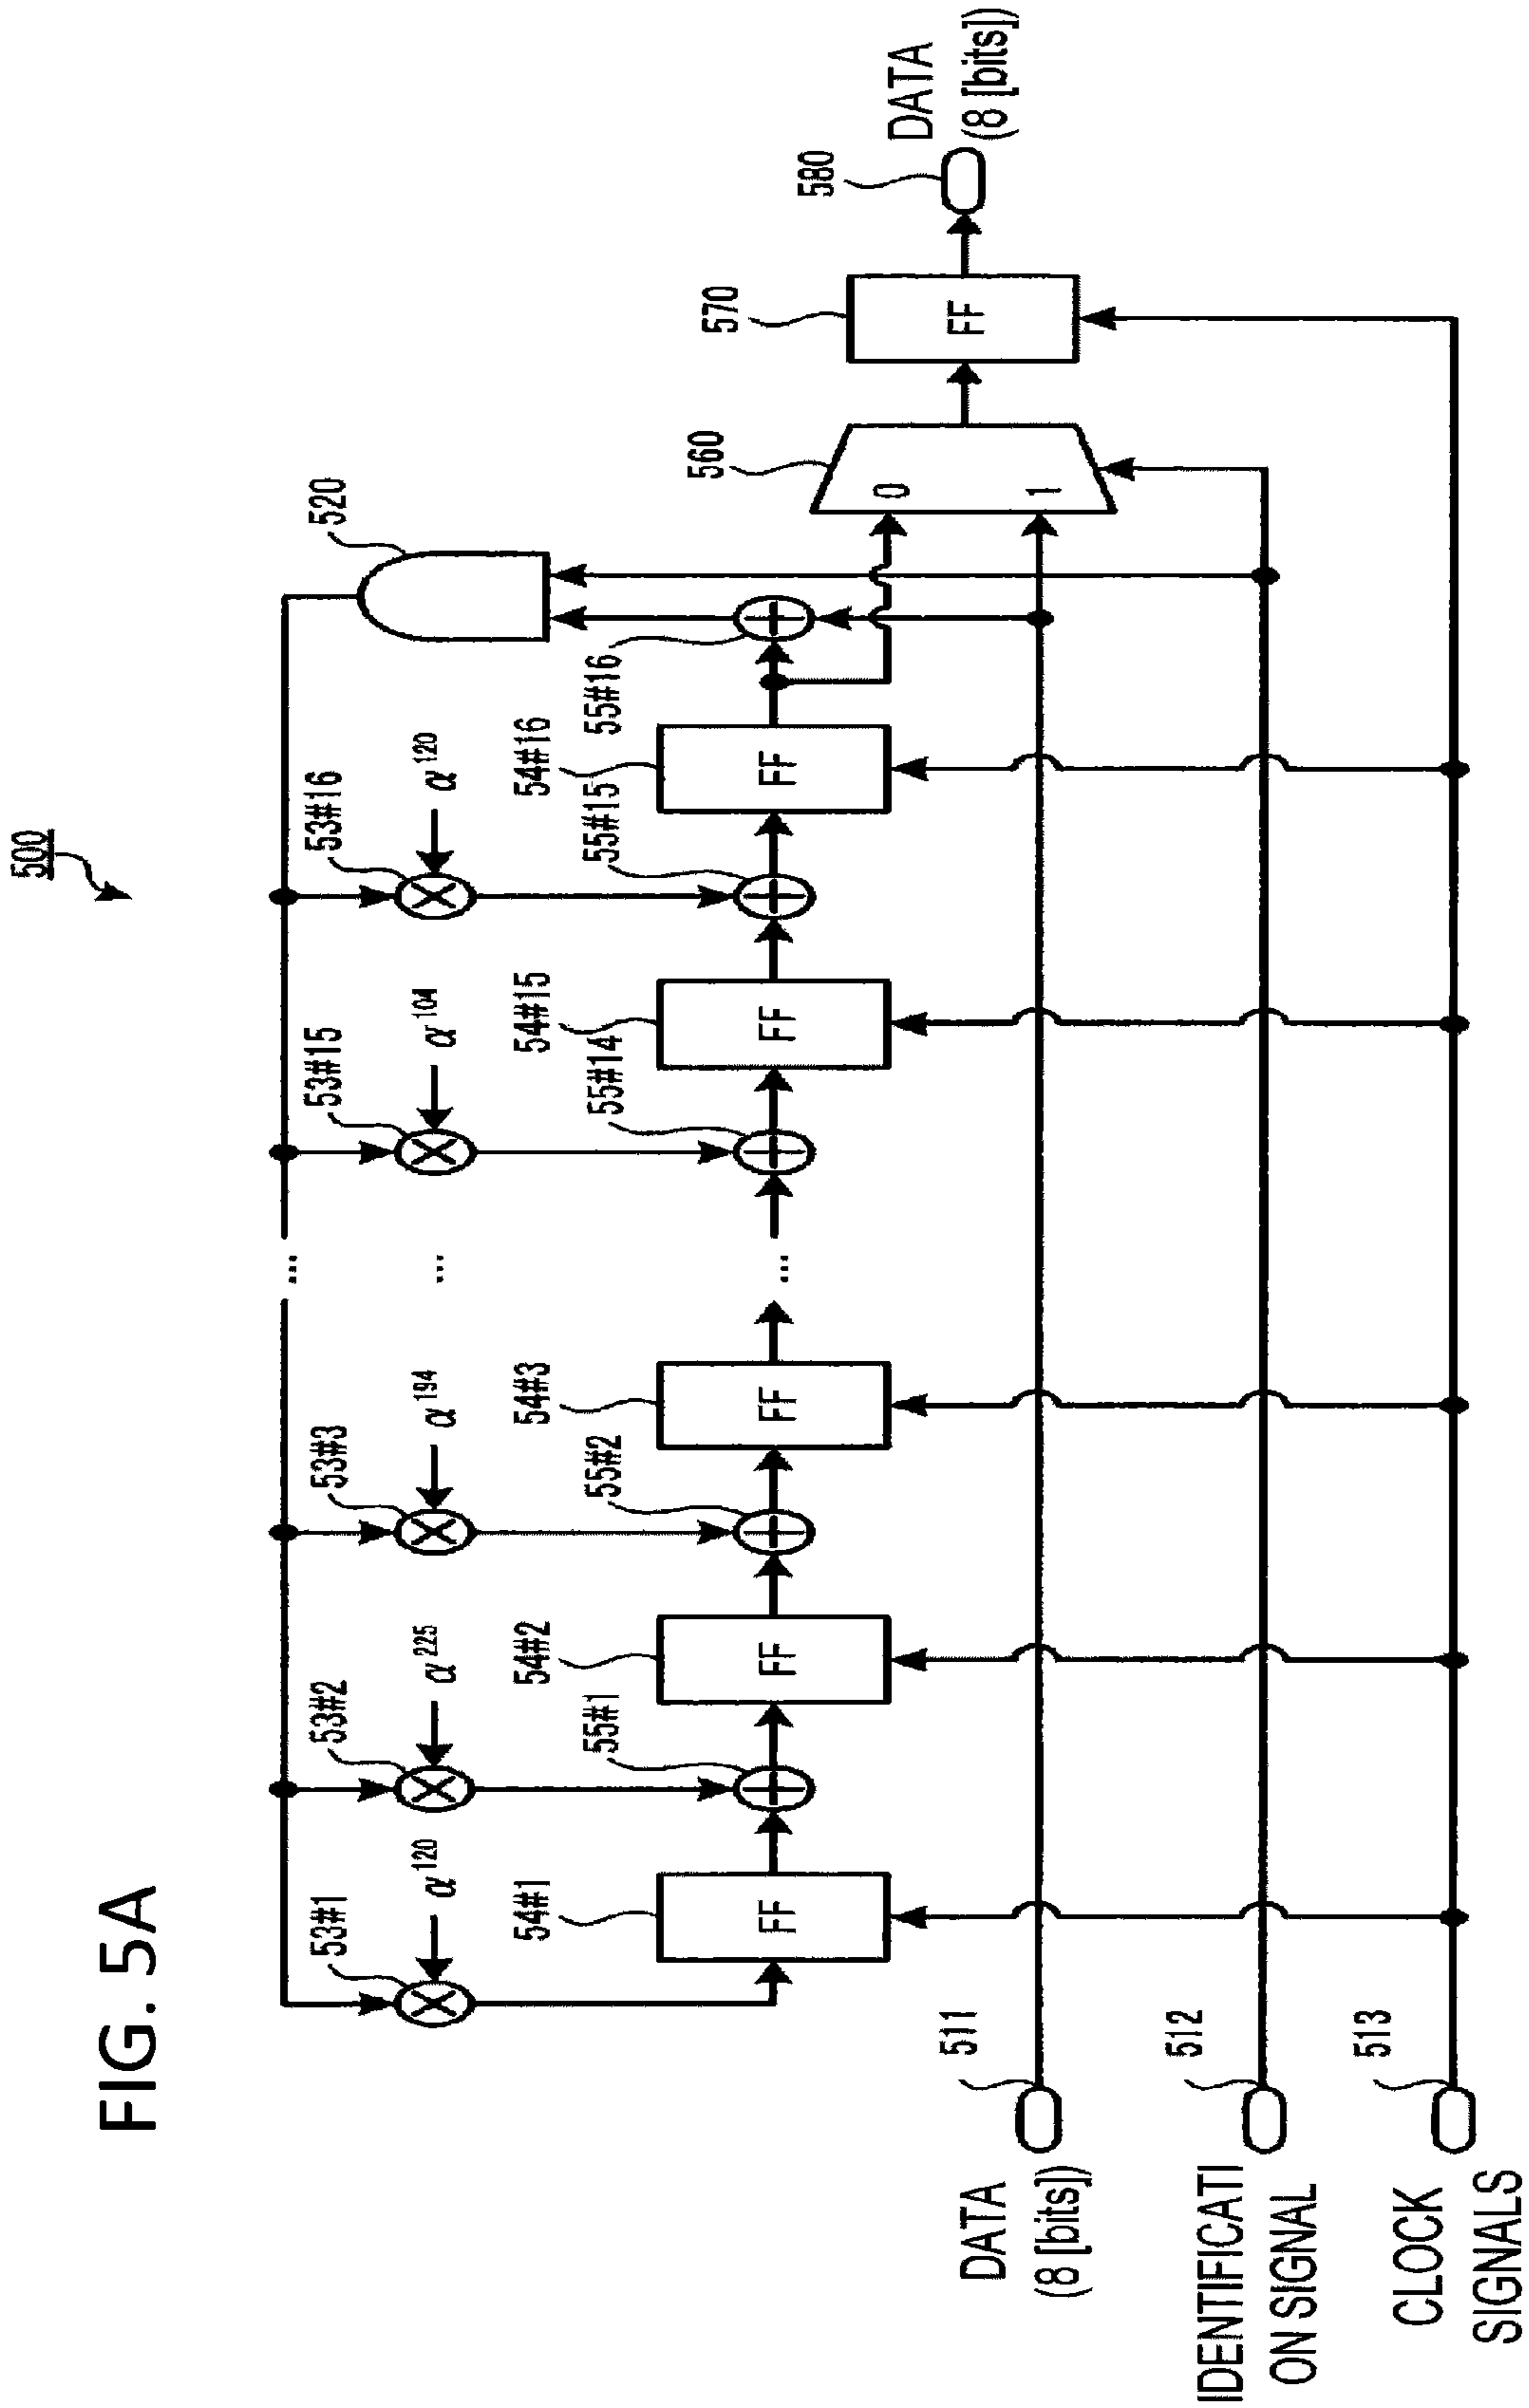 FIG. 5A
500
53#1
α120
53#2
α225
53#3
α194
...
...
53#15
α104
53#16
α120
520
54#1
FF
55#1
54#2
FF
55#2
54#3
FF
...
55#14
54#15
FF
55#15
54#16
FF
55#16
560
0
1
570
FF
580
DATA
(8 [bits])
511
DATA
(8 [bits])
512
IDENTIFICATI
ON SIGNAL
513
CLOCK
SIGNALS